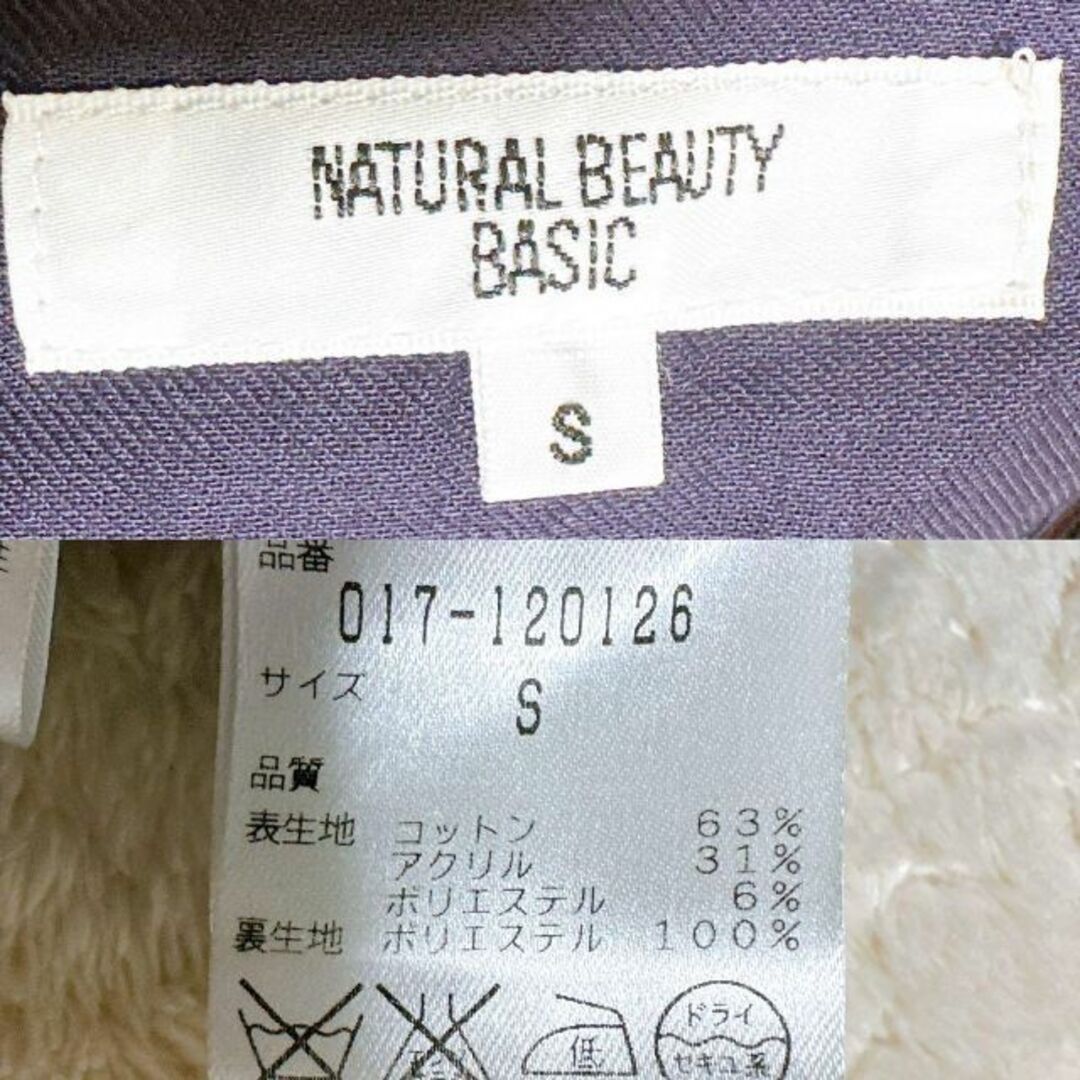 NATURAL BEAUTY
BASIC
S
品番
017-120126
サイズ S
品質
表生地 コットン 63%
アクリル 31%
ポリエステル 6%
裏生地 ポリエステル 100%
低
ドライ
セキユ系